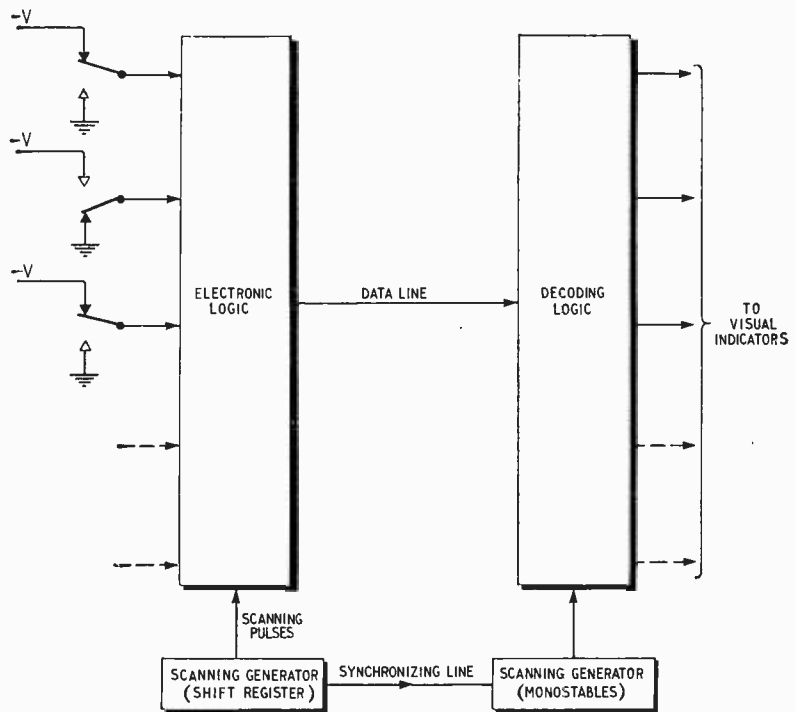 -V
-V
-V
ELECTRONIC
LOGIC
DATA LINE
DECODING
LOGIC
TO
VISUAL
INDICATORS
SCANNING
PULSES
SCANNING GENERATOR
(SHIFT REGISTER)
SYNCHRONIZING LINE
SCANNING GENERATOR
(MONOSTABLES)